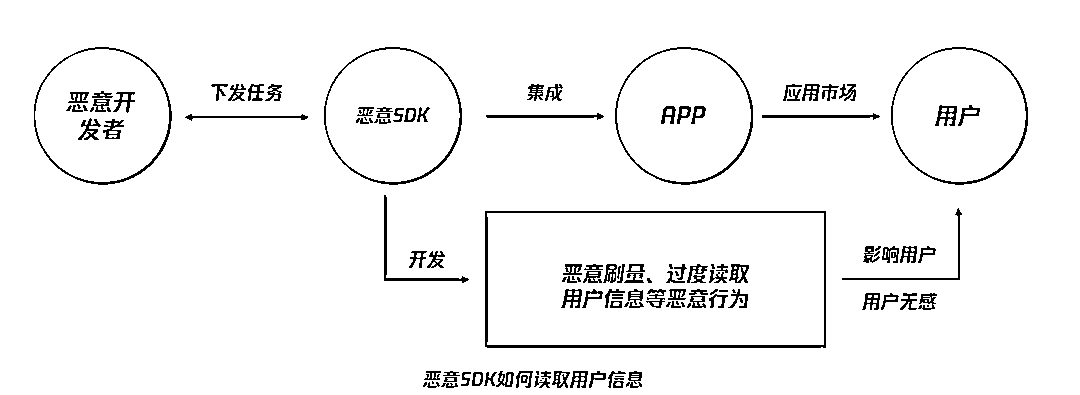 恶意开
发者
下发任务
恶意SDK
集成
APP
应用市场
用户
开发
恶意刷量、过度读取
用户信息等恶意行为
影响用户
用户无感
恶意SDK如何读取用户信息